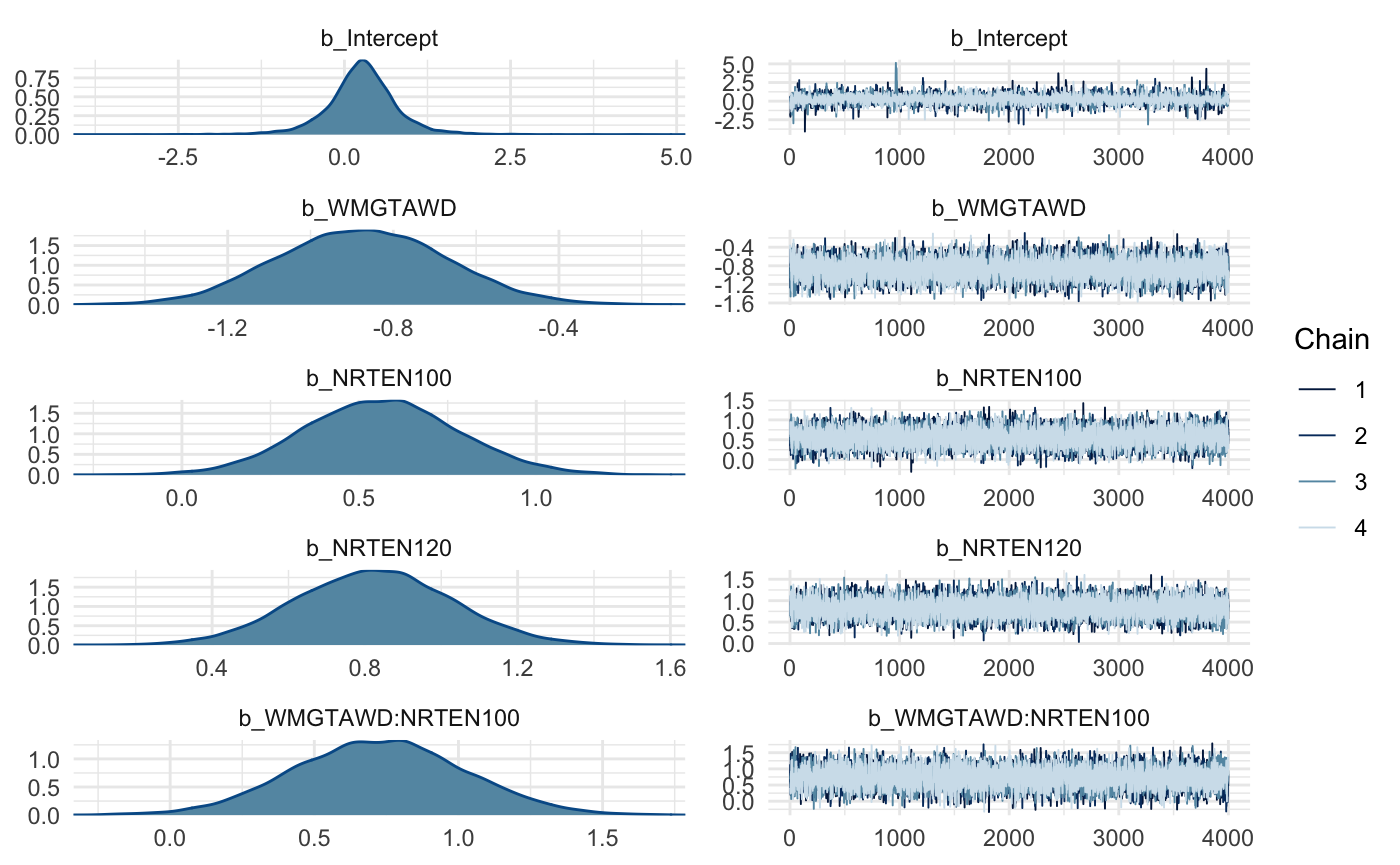 b_Intercept b_Intercept
0.75
0.50
0.25
0.00
-2.5 0.0 2.5 5.0
5.0
2.5
0.0
-2.5
0 1000 2000 3000 4000
b_WMGTAWD b_WMGTAWD
1.5
1.0
0.5
0.0
-1.2 -0.8 -0.4
-0.4
-0.8
-1.2
-1.6
0 1000 2000 3000 4000
b_NRTEN100 b_NRTEN100
1.5
1.0
0.5
0.0
0.0 0.5 1.0
1.5
1.0
0.5
0.0
0 1000 2000 3000 4000
b_NRTEN120 b_NRTEN120
1.5
1.0
0.5
0.0
0.4 0.8 1.2 1.6
1.5
1.0
0.5
0.0
0 1000 2000 3000 4000
b_WMGTAWD:NRTEN100 b_WMGTAWD:NRTEN100
1.0
0.5
0.0
0.0 0.5 1.0 1.5
1.5
1.0
0.5
0.0
0 1000 2000 3000 4000
Chain
1
2
3
4